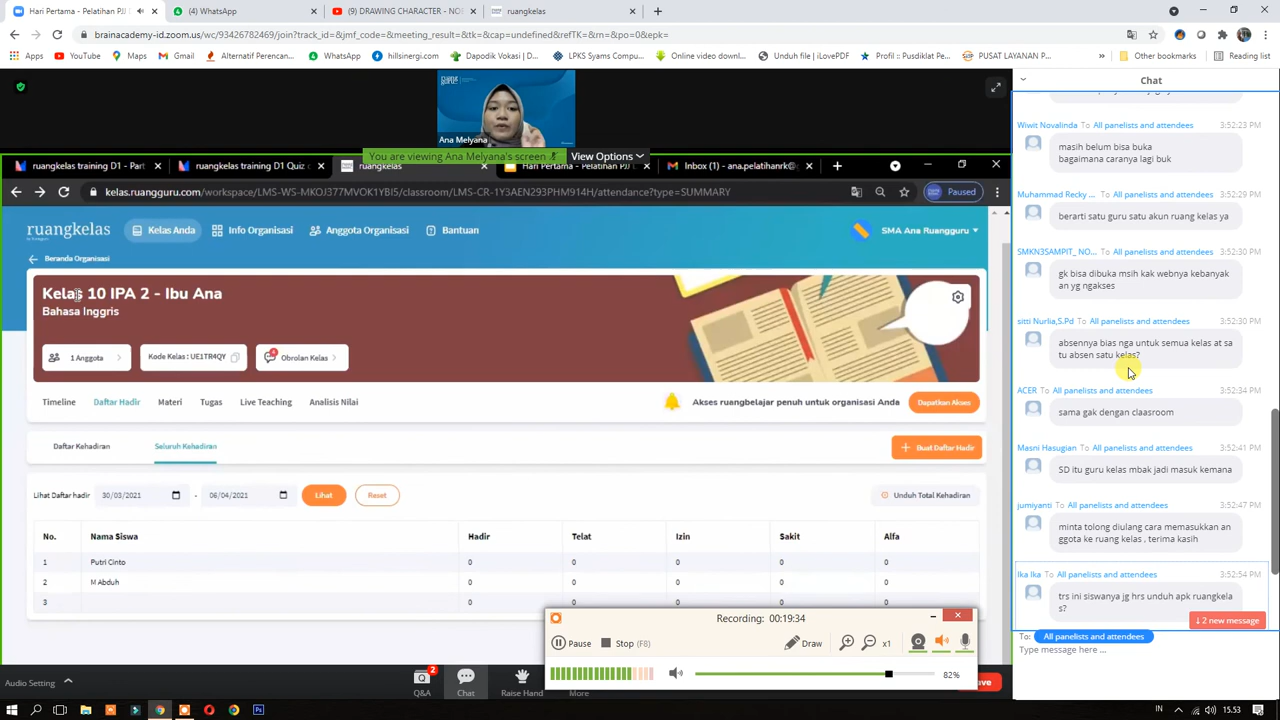 Hari Pertama - Pelatihan PJJ
(4) WhatsApp
(9) DRAWING CHARACTER - NO
ruangkelas
brainacademy-id.zoom.us/wc/93426782469/join?track_id=&jmf_code=&meeting_result=&tk=&cap=undefined&refTK=&rn=&po=0&epk=
Apps
YouTube
Maps
Gmail
Alternatif Perencan...
WhatsApp
hillsinergi.com
Dapodik Vokasi | ...
LPKS Syams Compu...
Online video downl...
Unduh file | iLovePDF
Profil :: Pusdiklat Pe...
PUSAT LAYANAN P...
Other bookmarks
Reading list
Ana Melyana
You are viewing Ana Melyana's screen
View Options
ruangkelas training D1 - Part
ruangkelas training D1 Quiz
ruangkelas
Hari Pertama - Pelatihan PJJ
Inbox (1) - ana.pelatihanrk@
kelas.ruangguru.com/workspace/LMS-WS-MKOJ377MVOK1YBI5/classroom/LMS-CR-1Y3AEN293PHM914H/attendance?type=SUMMARY
Paused
ruangkelas
Kelas Anda
Info Organisasi
Anggota Organisasi
Bantuan
SMA Ana Ruangguru
Beranda Organisasi
Kelas 10 IPA 2 - Ibu Ana
Bahasa Inggris
1 Anggota
Kode Kelas : UE1TR4QY
Obrolan Kelas
Timeline
Daftar Hadir
Materi
Tugas
Live Teaching
Analisis Nilai
Akses ruangbelajar penuh untuk organisasi Anda
Dapatkan Akses
Daftar Kehadiran
Seluruh Kehadiran
+ Buat Daftar Hadir
Lihat Daftar hadir
30/03/2021
-
06/04/2021
Lihat
Reset
Unduh Total Kehadiran
No. Nama Siswa Hadir Telat Izin Sakit Alfa
1 Putri Cinto 0 0 0 0 0
2 M Abduh 0 0 0 0 0
3 0 0 0 0 0
Recording: 00:19:34
Pause
Stop (F8)
Draw
x1
82%
Audio Setting
2
Q&A
Chat
Raise Hand
More
Chat
Wiwit Novalinda To All panelists and attendees 3:52:23 PM
masih belum bisa buka
bagaimana caranya lagi buk
Muhammad Recky ... To All panelists and attendees 3:52:29 PM
berarti satu guru satu akun ruang kelas ya
SMKN3SAMPIT_ NO... To All panelists and attendees 3:52:30 PM
gk bisa dibuka msih kak webnya kebanyak
an yg ngakses
sitti Nurlia,S.Pd To All panelists and attendees 3:52:30 PM
absennya bias nga untuk semua kelas at sa
tu absen satu kelas?
ACER To All panelists and attendees 3:52:34 PM
sama gak dengan claasroom
Masni Hasugian To All panelists and attendees 3:52:41 PM
SD itu guru kelas mbak jadi masuk kemana
jumiyanti To All panelists and attendees 3:52:47 PM
minta tolong diulang cara memasukkan an
ggota ke ruang kelas , terima kasih
Ika Ika To All panelists and attendees 3:52:54 PM
trs ini siswanya jg hrs unduh apk ruangkela
s?
↓2 new message
To: All panelists and attendees
Type message here ...
IN
15.53